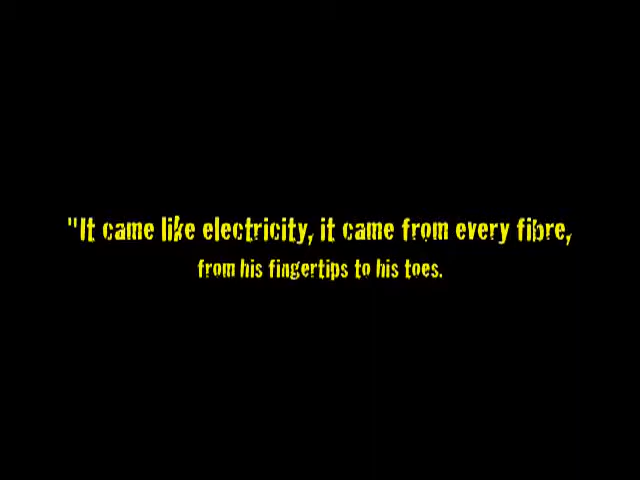 "It came like electricity, it came from every fibre,
from his fingertips to his toes.